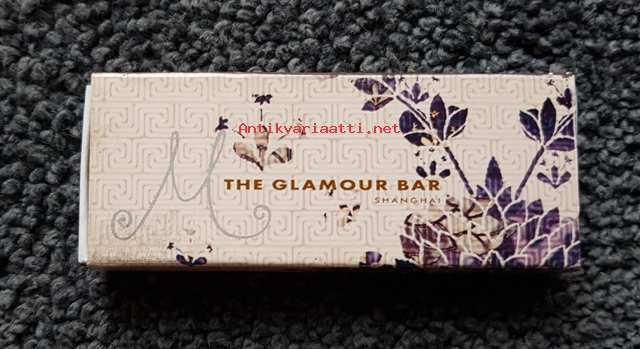 Antikvariaatti.net
M
THE GLAMOUR BAR
SHANGHAI